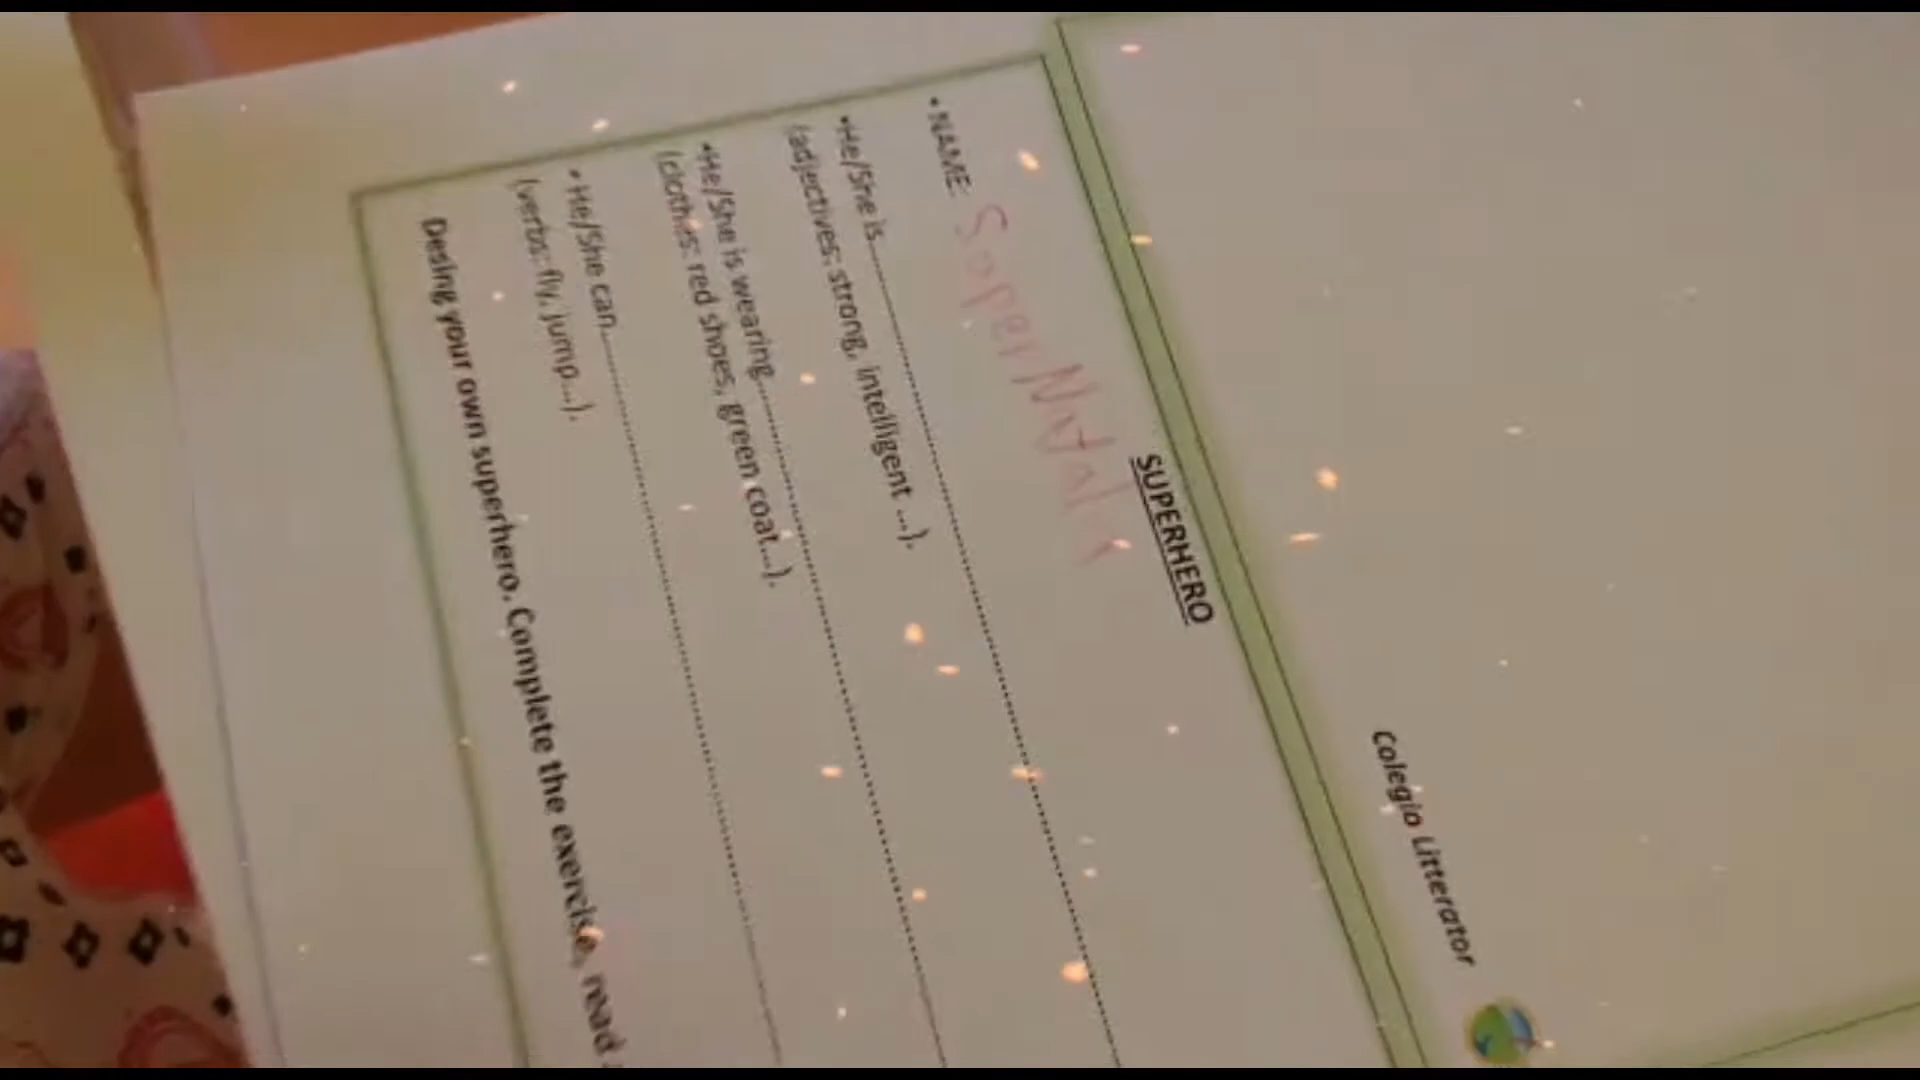 Colegio Litterator
SUPERHERO
•NAME: SoperNatalia
•He/She is....................
(adjectives: strong, intelligent ...).
•He/She is wearing....................
(clothes: red shoes, green coat...).
•He/She can....................
(verbs: fly, jump...).
Desing your own superhero. Complete the exercise, read